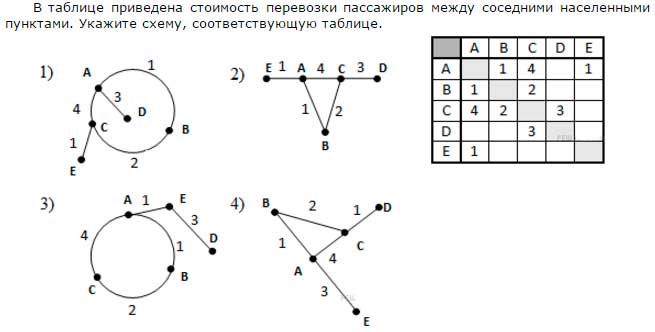 В таблице приведена стоимость перевозки пассажиров между соседними населенными
пунктами. Укажите схему, соответствующую таблице.
1) A 1 3 D 4 C B 1 E 2
2) E 1 A 4 C 3 D 1 2 B
A B C D E
A 1 4 1
B 1 2
C 4 2 3
D 3
E 1
3) A 1 E 4 3 D 1 B C 2
4) B 2 1 D 1 C A 4 3 E